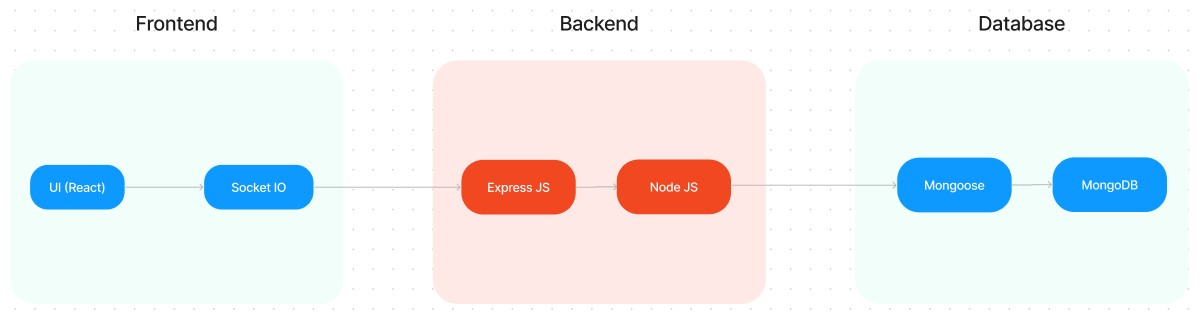 Frontend
Backend
Database
UI (React)
Socket IO
Express JS
Node JS
Mongoose
MongoDB